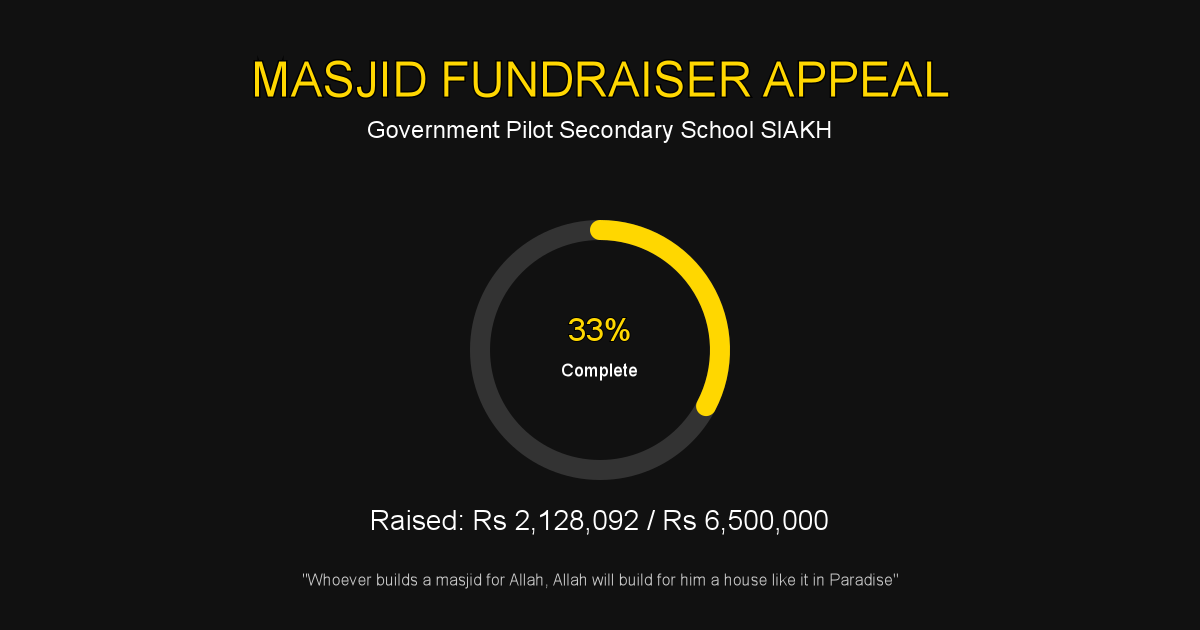 MASJID FUNDRAISER APPEAL
Government Pilot Secondary School SIAKH
33%
Complete
Raised: Rs 2,128,092 / Rs 6,500,000
"Whoever builds a masjid for Allah, Allah will build for him a house like it in Paradise"